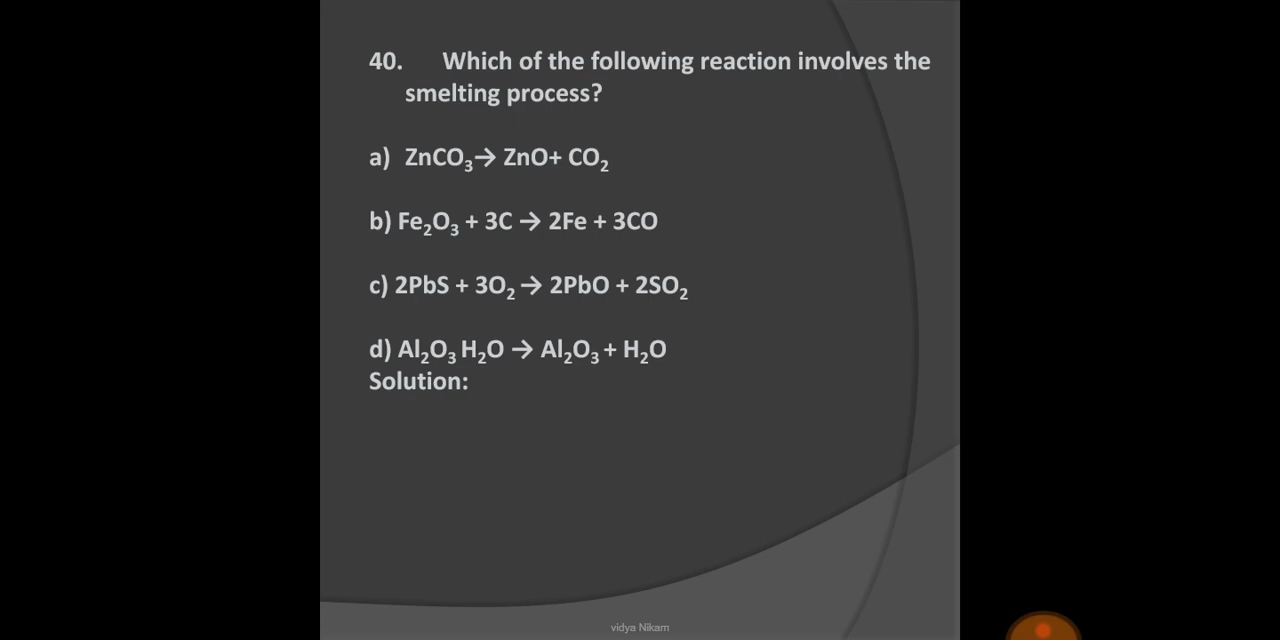 40. Which of the following reaction involves the
smelting process?
a) ZnCO₃→ ZnO+ CO₂
b) Fe₂O₃ + 3C → 2Fe + 3CO
c) 2PbS + 3O₂ → 2PbO + 2SO₂
d) Al₂O₃ H₂O → Al₂O₃ + H₂O
Solution:
vidya Nikam